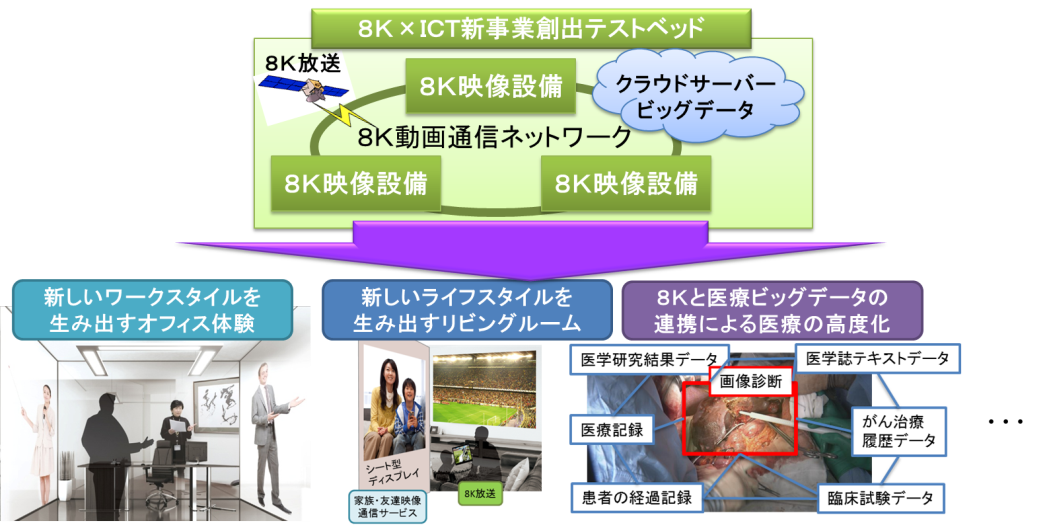 8K×ICT新事業創出テストベッド
8K放送
8K映像設備
クラウドサーバー
ビッグデータ
8K動画通信ネットワーク
8K映像設備
8K映像設備
新しいワークスタイルを
生み出すオフィス体験
新しいライフスタイルを
生み出すリビングルーム
8Kと医療ビッグデータの
連携による医療の高度化
シート型
ディスプレイ
家族・友達映像
通信サービス
8K放送
医学研究結果データ
医学誌テキストデータ
画像診断
医療記録
がん治療
履歴データ
患者の経過記録
臨床試験データ
・・・